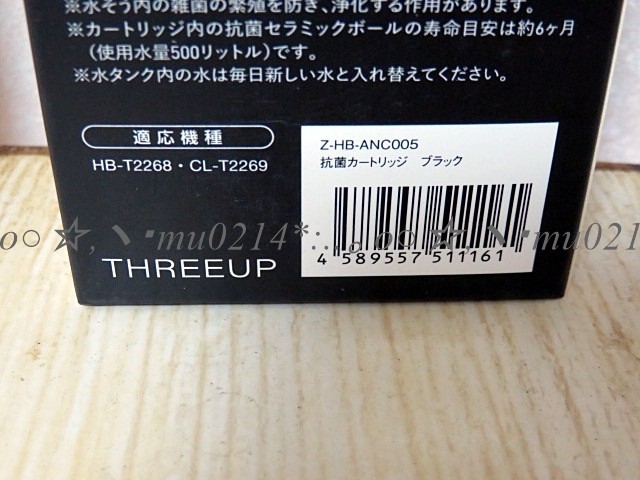 ※水そう内の雑菌の繁殖を防ぎ、浄化する作用があります。
※カートリッジ内の抗菌セラミックボールの寿命目安は約6ヶ月
（使用水量500リットル）です。
※水タンク内の水は毎日新しい水と入れ替えてください。
適応機種
HB-T2268・CL-T2269
THREEUP
Z-HB-ANC005
抗菌カートリッジ ブラック
4 589557 511161
mu0214*:..｡o○☆,ヽ･mu021